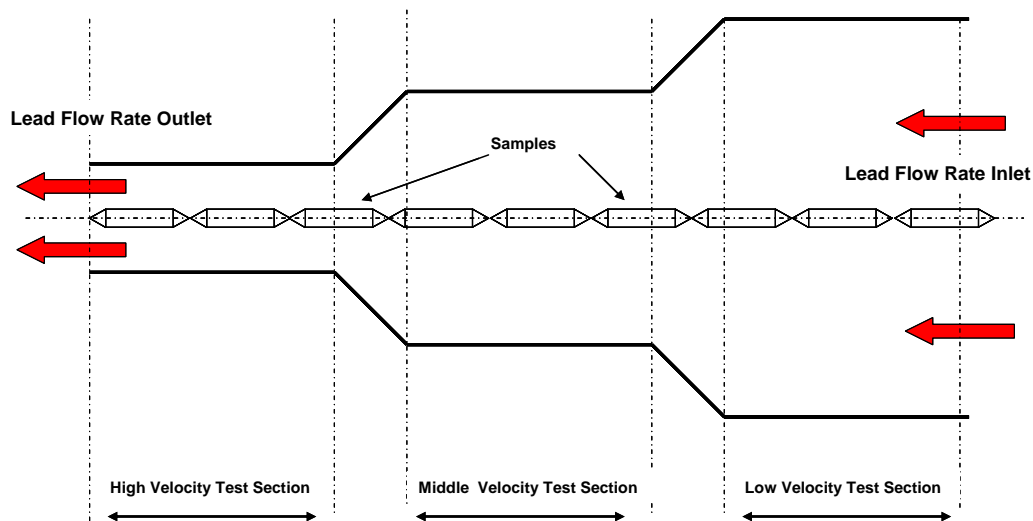 Lead Flow Rate Outlet
Samples
Lead Flow Rate Inlet
High Velocity Test Section
Middle Velocity Test Section
Low Velocity Test Section